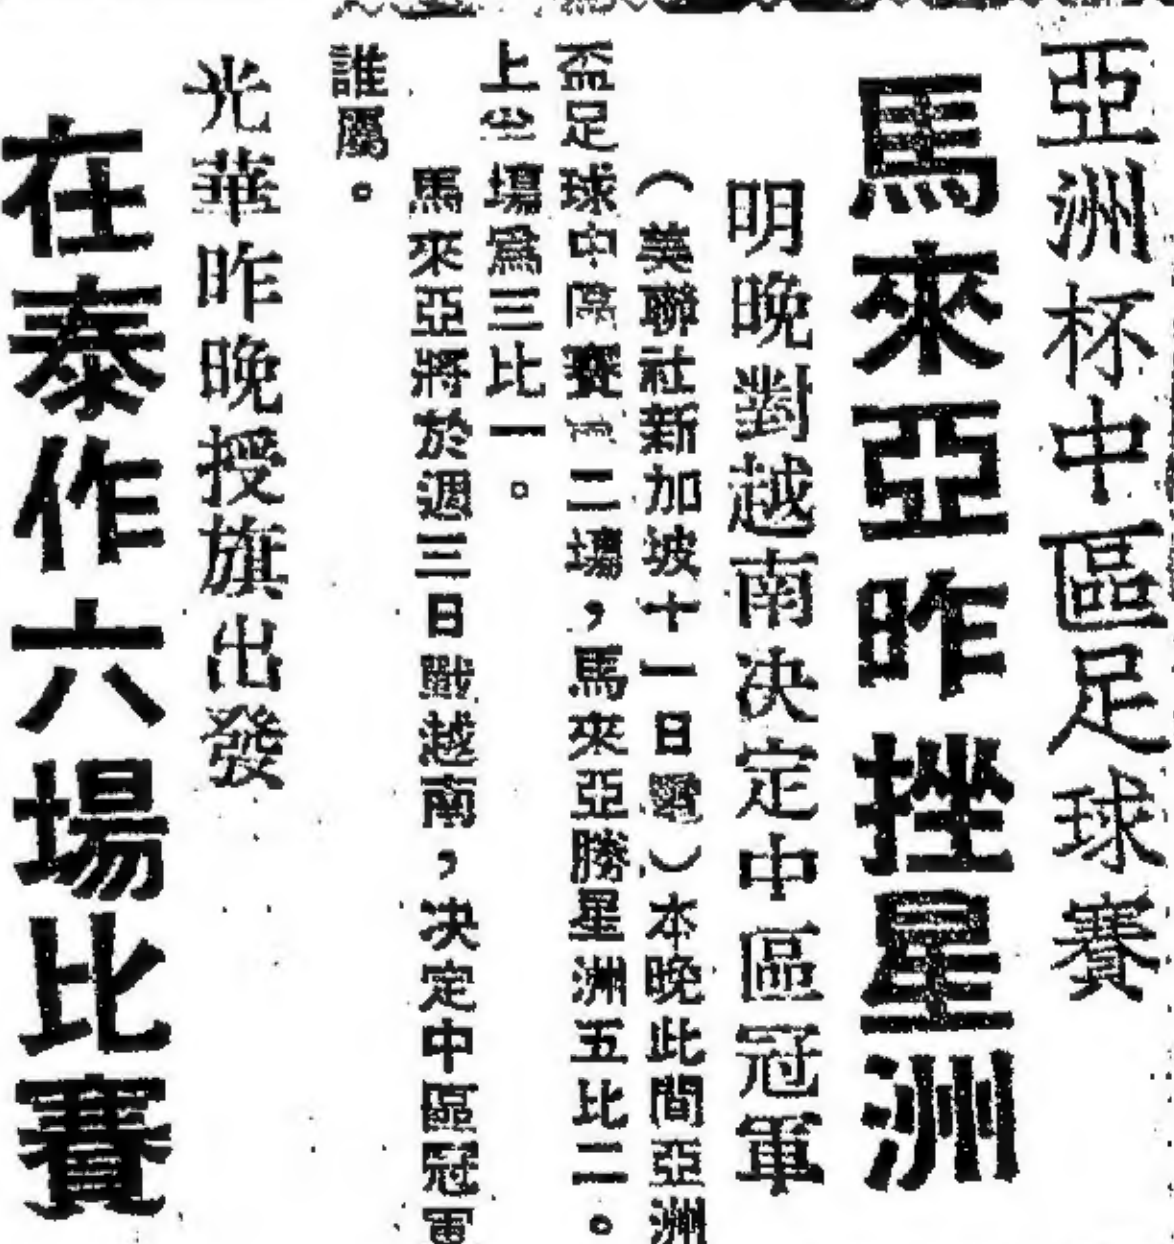 亞洲杯中區足球賽
馬來亞昨挫星洲
明晚對越南决定中區冠軍
（美聯社新加坡十一日電）本晚此間亞洲
盃足球中區賽第二場，馬來亞勝星洲五比二。
上半塲爲三比一。
馬來亞將於週三日戰越南，决定中區冠軍
誰屬。
光華昨晚授旗出發
在泰作六場比賽